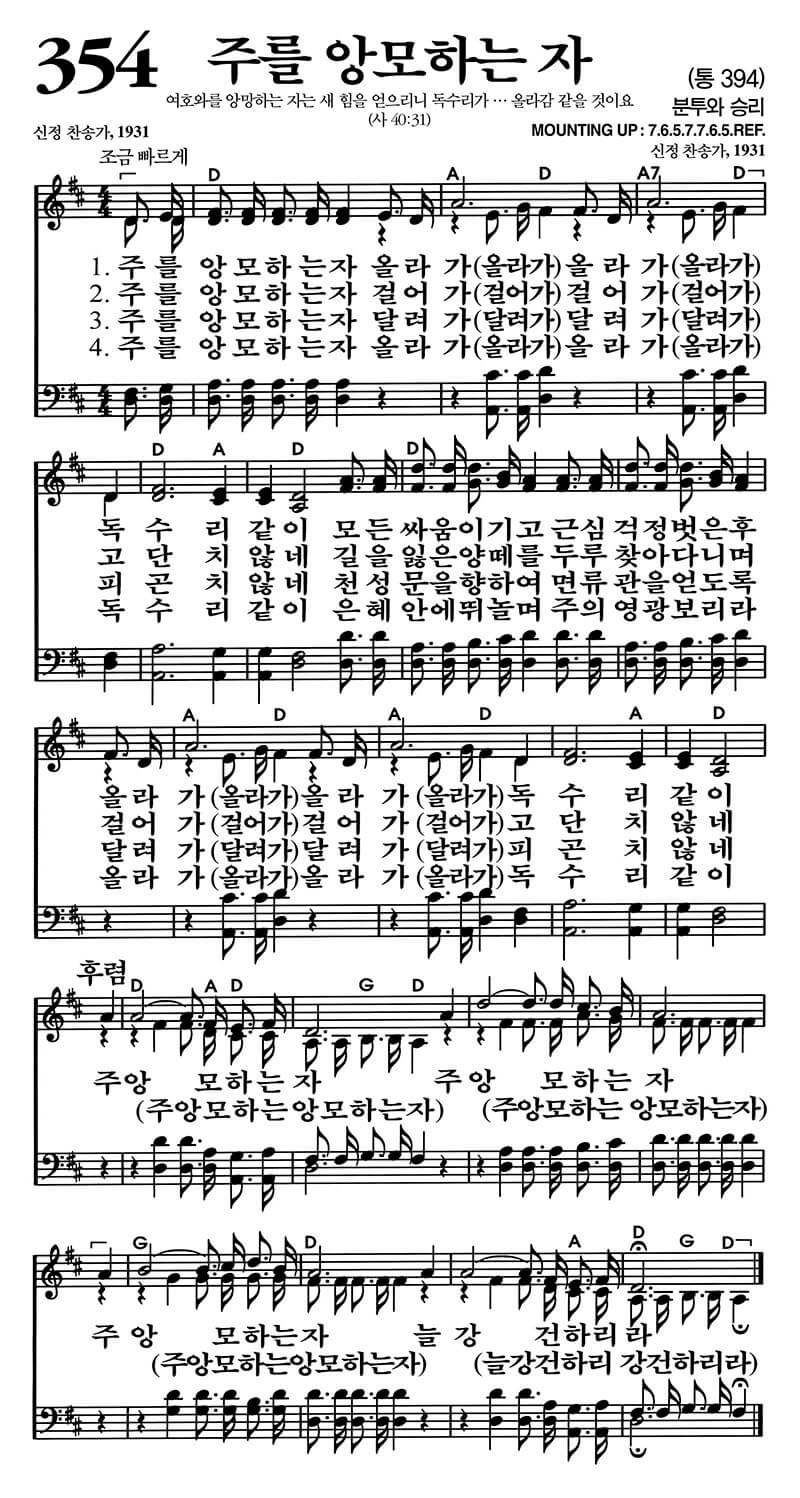 354 주를 앙모하는 자
(통 394)
여호와를 앙망하는 자는 새 힘을 얻으리니 독수리가 … 올라감 같을 것이요
(사 40:31)
분투와 승리
신정 찬송가, 1931
MOUNTING UP : 7.6.5.7.7.6.5.REF.
신정 찬송가, 1931
조금 빠르게
D A D A7 D
1. 주를 앙모하는자 올라 가(올라가)올라 가(올라가)
2. 주를 앙모하는자 걸어 가(걸어가)걸어 가(걸어가)
3. 주를 앙모하는자 달려 가(달려가)달려 가(달려가)
4. 주를 앙모하는자 올라 가(올라가)올라 가(올라가)
D A D D
독 수 리 같 이 모든 싸움이기고 근심 걱정벗은후
고 단 치 않 네 길을 잃은양떼를 두루 찾아다니며
피 곤 치 않 네 천성 문을향하여 면류 관을얻도록
독 수 리 같 이 은혜 안에뛰놀며 주의 영광보리라
A D A D A D
올라 가 (올라가)올라 가 (올라가)독 수 리 같 이
걸어 가 (걸어가)걸어 가 (걸어가)고 단 치 않 네
달려 가 (달려가)달려 가 (달려가)피 곤 치 않 네
올라 가 (올라가)올라 가 (올라가)독 수 리 같 이
후렴
D A D G D
주앙 모하는 자 주앙 모하는 자
(주앙모하는앙모하는자) (주앙모하는 앙모하는자)
G D A D G D
주 앙 모하는자 늘 강 건하리라
(주앙모하는앙모하는자) (늘강건하리 강건하리라)